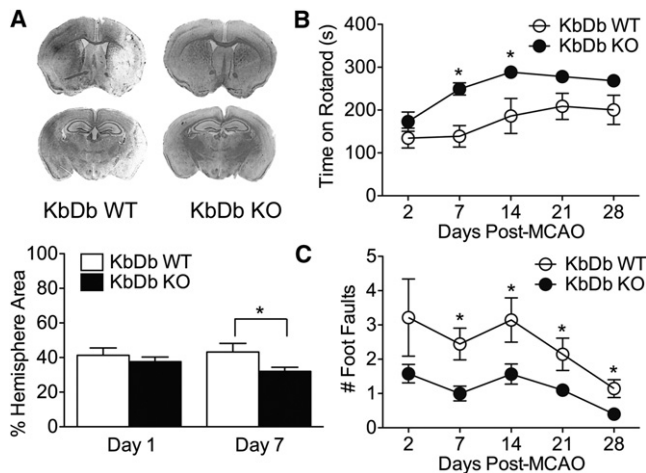 A
KbDb WT KbDb KO
% Hemisphere Area
100
80
60
40
20
0
KbDb WT
KbDb KO
*
Day 1 Day 7
B
KbDb WT
KbDb KO
Time on Rotarod (s)
400
300
200
100
0
* *
2 7 14 21 28
Days Post-MCAO
C
KbDb WT
KbDb KO
# Foot Faults
5
4
3
2
1
0
* * * *
2 7 14 21 28
Days Post-MCAO